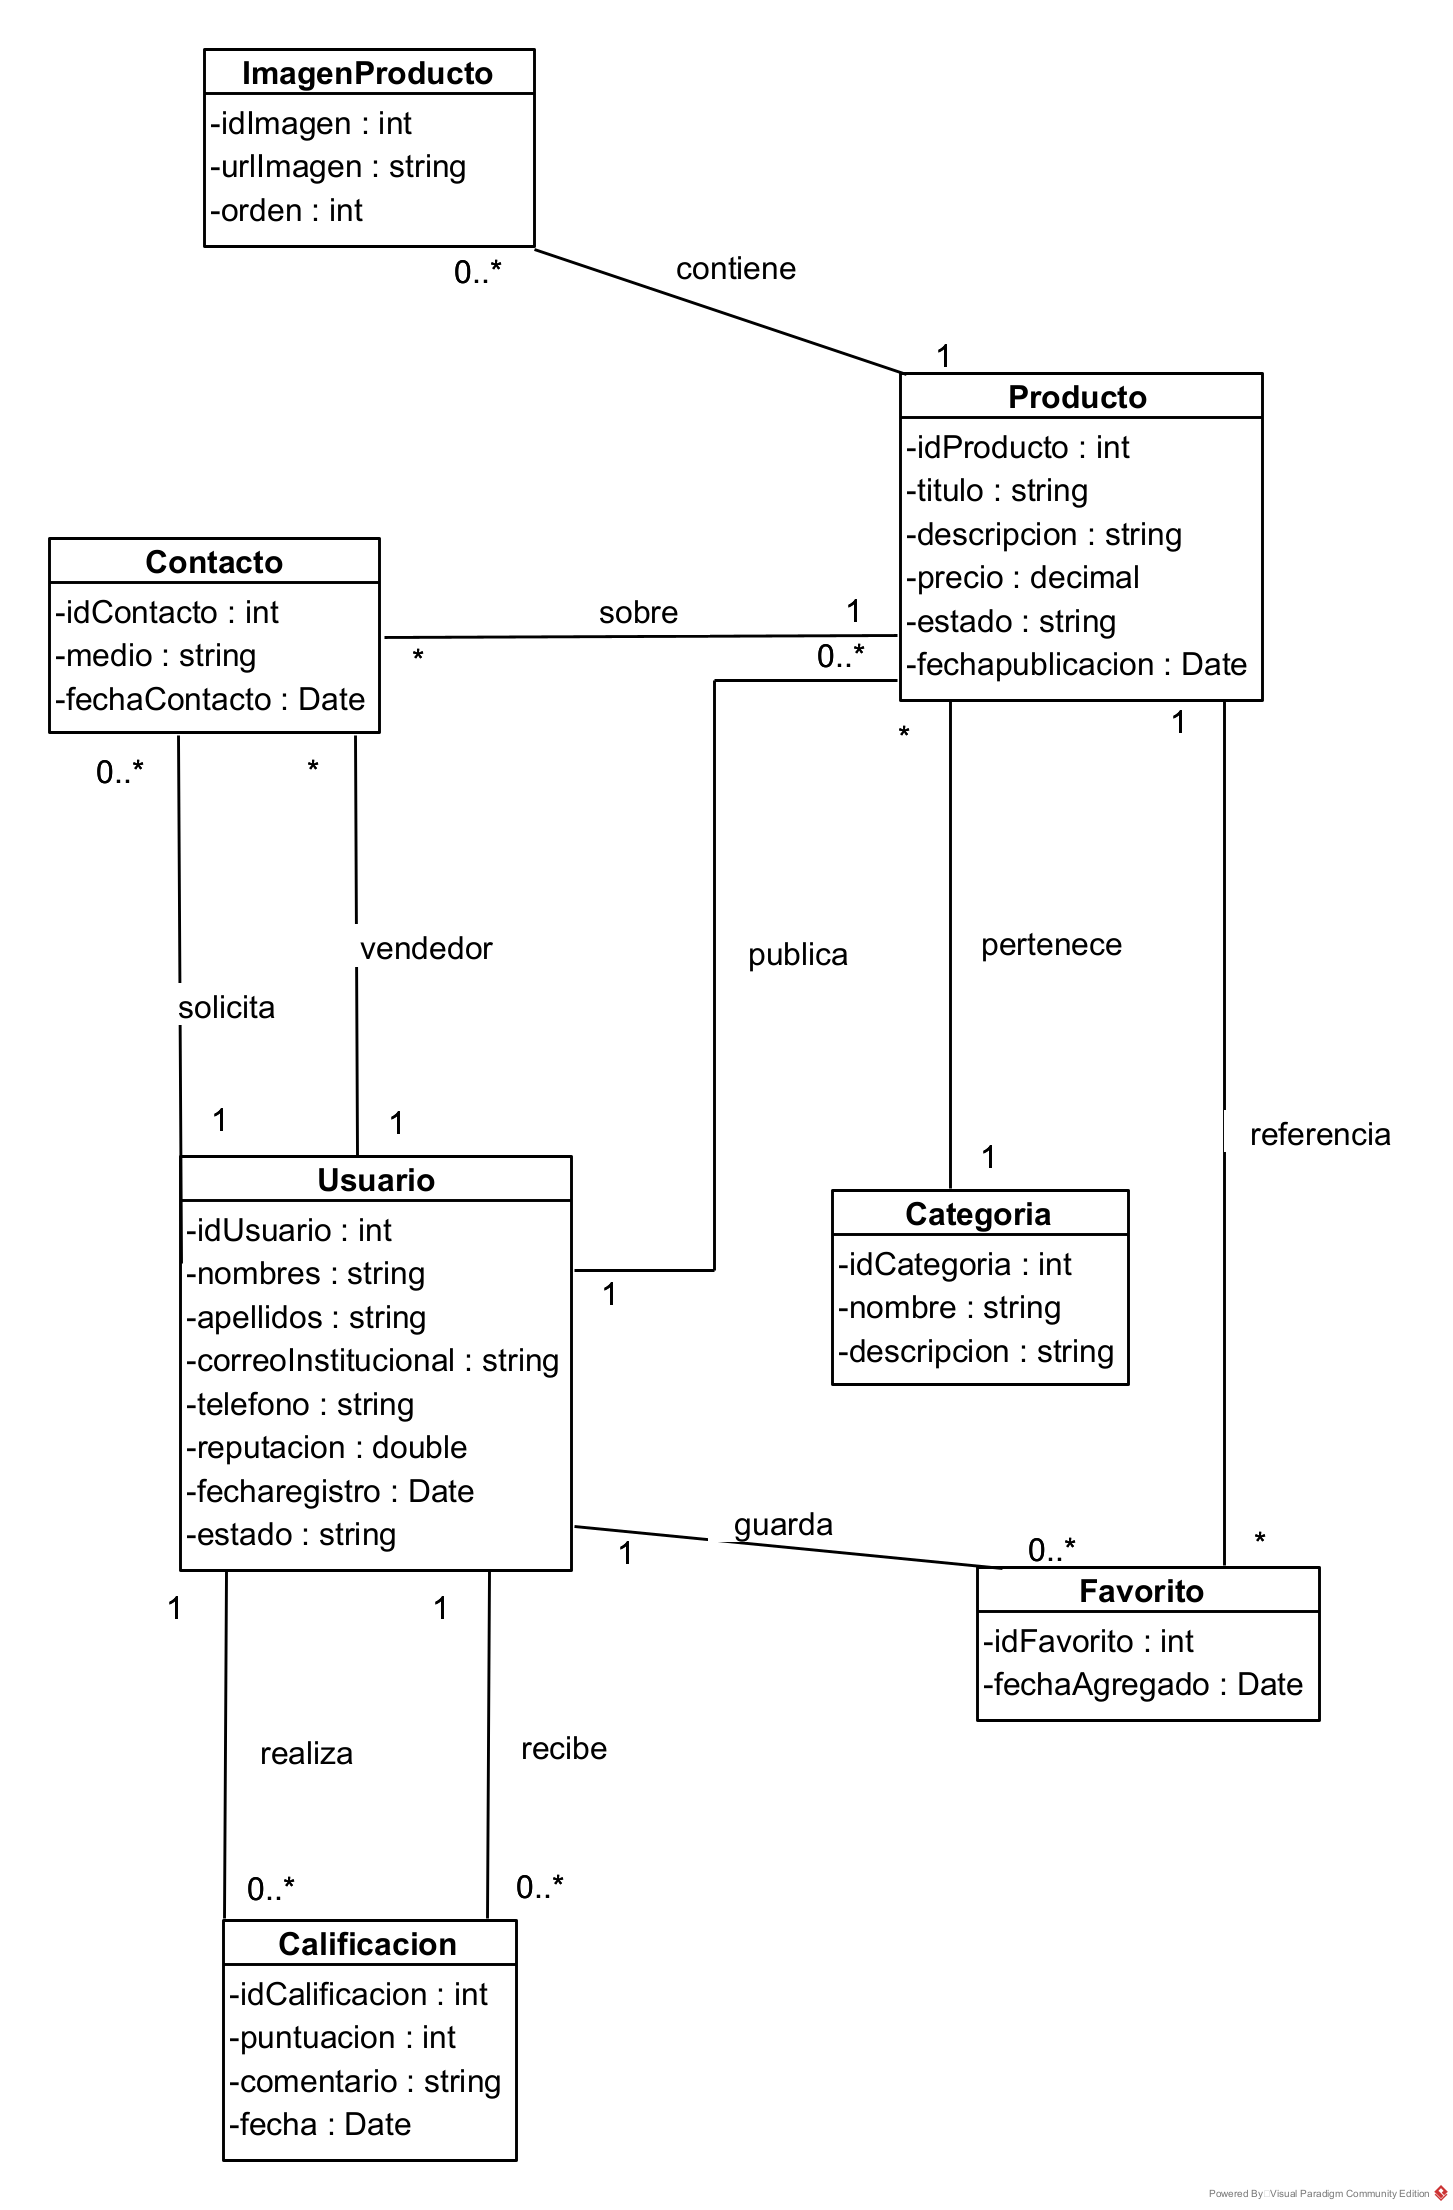 ImagenProducto
-idImagen : int
-urlImagen : string
-orden : int
0..*
contiene
1
Producto
-idProducto : int
-titulo : string
-descripcion : string
-precio : decimal
-estado : string
-fechapublicacion : Date
Contacto
-idContacto : int
-medio : string
-fechaContacto : Date
sobre
1
*
0..*
*
1
0..*
*
vendedor
solicita
publica
pertenece
1
1
1
referencia
Usuario
-idUsuario : int
-nombres : string
-apellidos : string
-correoInstitucional : string
-telefono : string
-reputacion : double
-fecharegistro : Date
-estado : string
1
Categoria
-idCategoria : int
-nombre : string
-descripcion : string
guarda
1
0..*
*
Favorito
-idFavorito : int
-fechaAgregado : Date
1
1
realiza
recibe
0..*
0..*
Calificacion
-idCalificacion : int
-puntuacion : int
-comentario : string
-fecha : Date
Powered By Visual Paradigm Community Edition